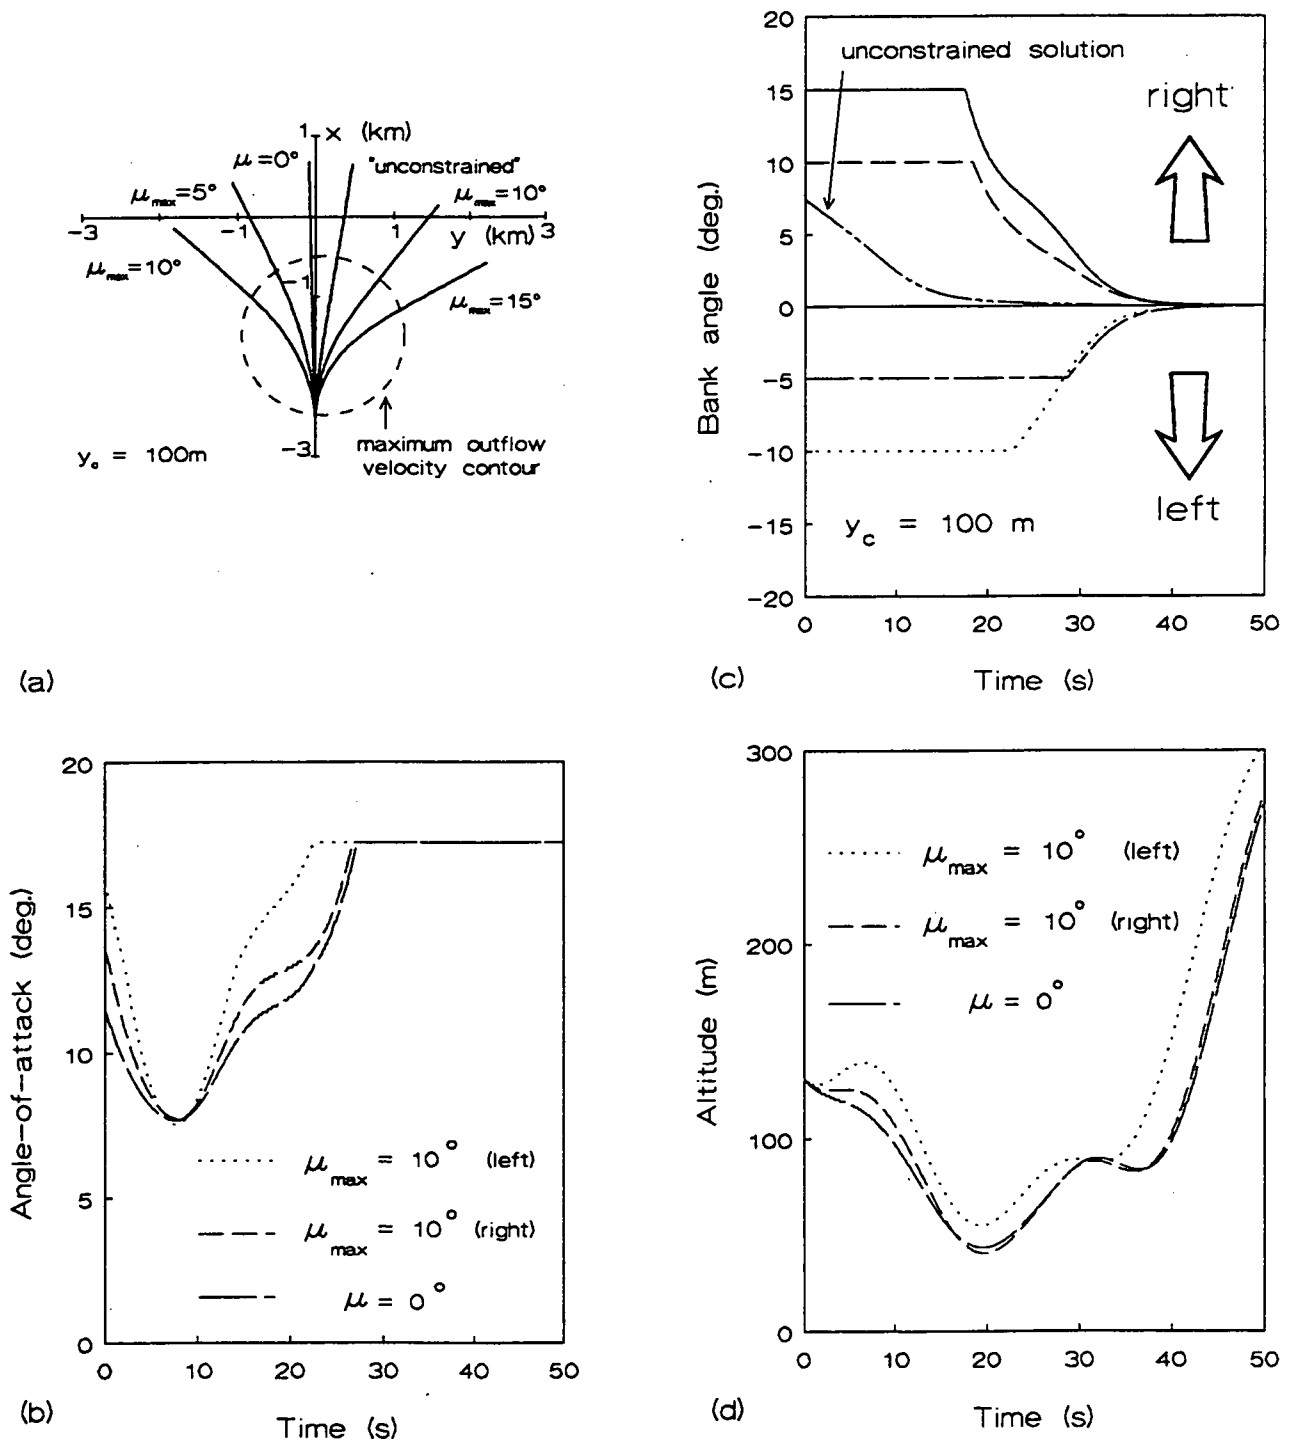 1 x (km)
μ=0°
"unconstrained"
μmax=5°
μmax=10°
-3
-1
1
y (km) 3
μmax=10°
-1
μmax=15°
yc = 100m
-3
maximum outflow
velocity contour
(a)
20
15
10
5
0
-5
-10
-15
-20
Bank angle (deg.)
unconstrained solution
right
left
yc = 100 m
0 10 20 30 40 50
Time (s)
(c)
20
15
10
5
0
Angle-of-attack (deg.)
μmax = 10° (left)
μmax = 10° (right)
μ = 0°
0 10 20 30 40 50
Time (s)
(b)
300
200
100
0
Altitude (m)
μmax = 10° (left)
μmax = 10° (right)
μ = 0°
0 10 20 30 40 50
Time (s)
(d)